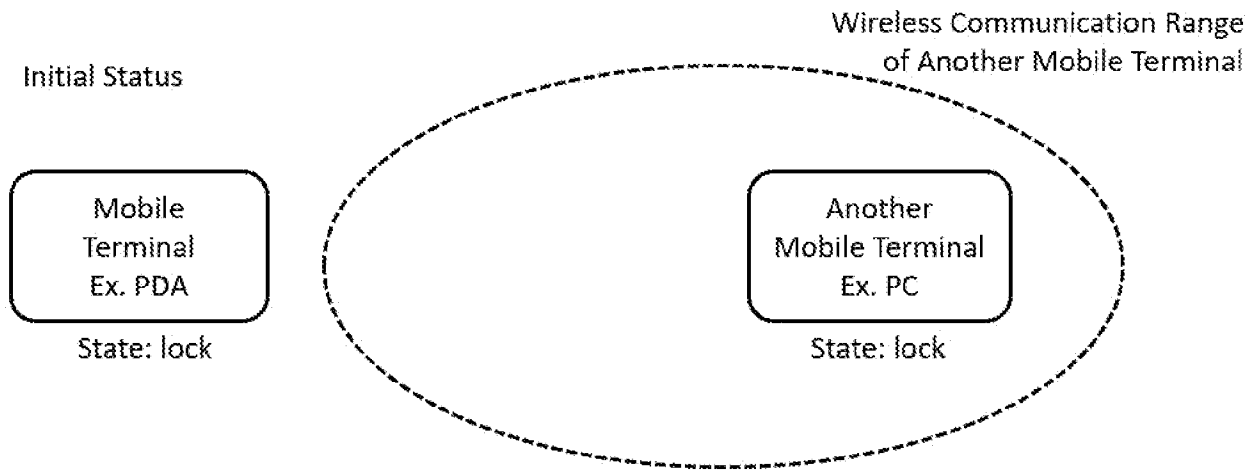 Wireless Communication Range
of Another Mobile Terminal
Initial Status
Mobile
Terminal
Ex. PDA
State: lock
Another
Mobile Terminal
Ex. PC
State: lock